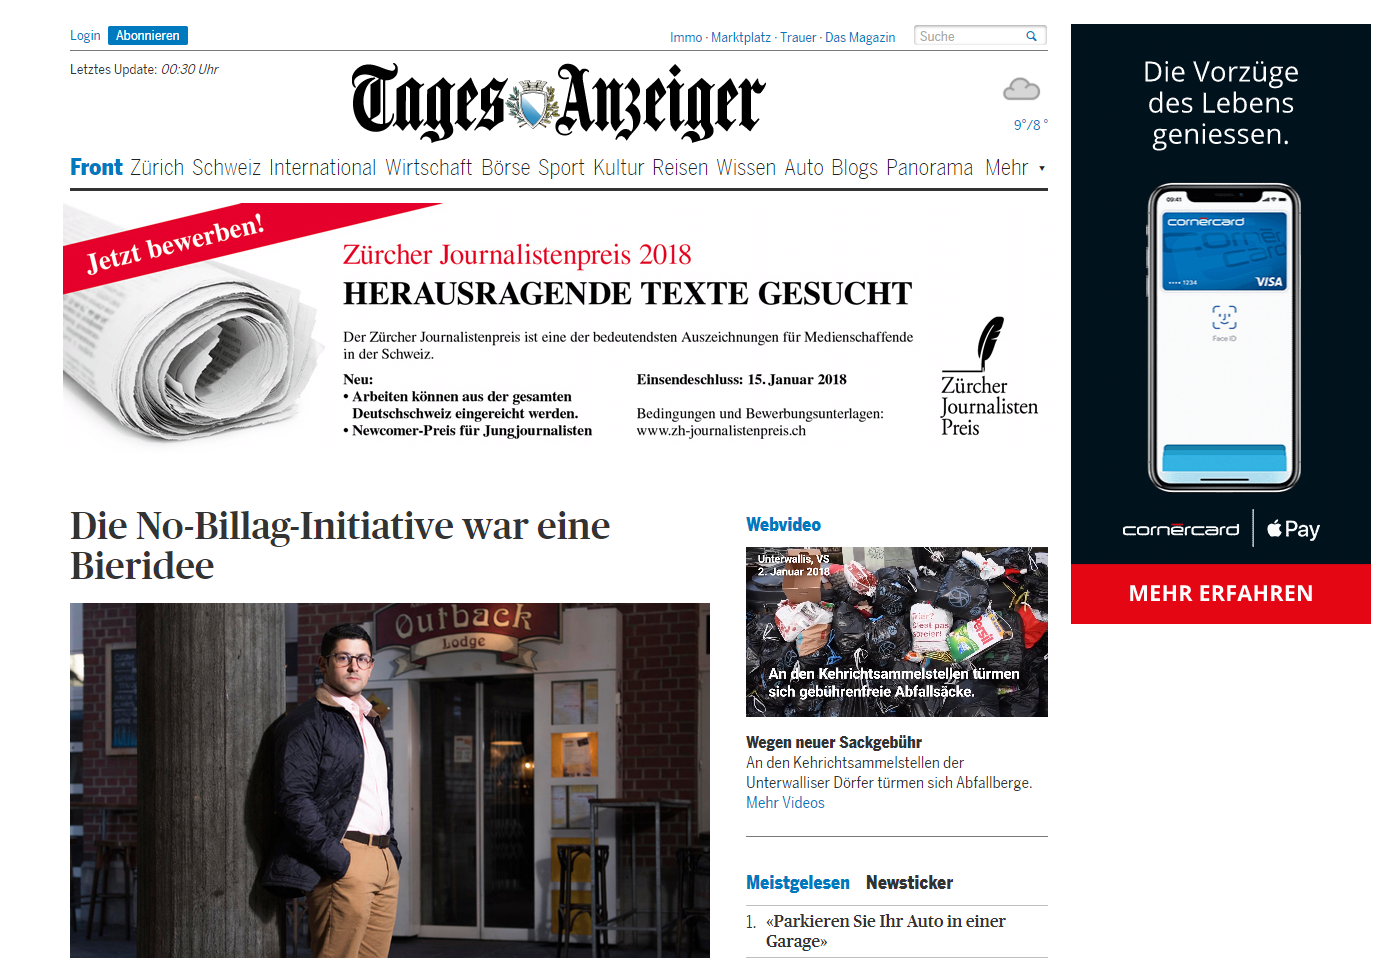 Login Abonnieren
Immo · Marktplatz · Trauer · Das Magazin
Suche
Letztes Update: 00:30 Uhr
Tages Anzeiger
9°/8 °
Front Zürich Schweiz International Wirtschaft Börse Sport Kultur Reisen Wissen Auto Blogs Panorama Mehr
Jetzt bewerben!
Zürcher Journalistenpreis 2018
HERAUSRAGENDE TEXTE GESUCHT
Der Zürcher Journalistenpreis ist eine der bedeutendsten Auszeichnungen für Medienschaffende
in der Schweiz.
Neu:
• Arbeiten können aus der gesamten
Deutschschweiz eingereicht werden.
• Newcomer-Preis für Jungjournalisten
Einsendeschluss: 15. Januar 2018
Bedingungen und Bewerbungsunterlagen:
www.zh-journalistenpreis.ch
Zürcher
Journalisten
Preis
Die No-Billag-Initiative war eine
Bieridee
Outback
Lodge
Webvideo
Unterwallis, VS
2. Januar 2018
Persil
An den Kehrichtsammelstellen türmen
sich gebührenfreie Abfallsäcke.
Wegen neuer Sackgebühr
An den Kehrichtsammelstellen der
Unterwalliser Dörfer türmen sich Abfallberge.
Mehr Videos
Meistgelesen Newsticker
1. «Parkieren Sie Ihr Auto in einer
Garage»
Die Vorzüge
des Lebens
geniessen.
09:41
cornèrcard
•••• 1234 VISA
Face ID
cornèrcard Pay
MEHR ERFAHREN